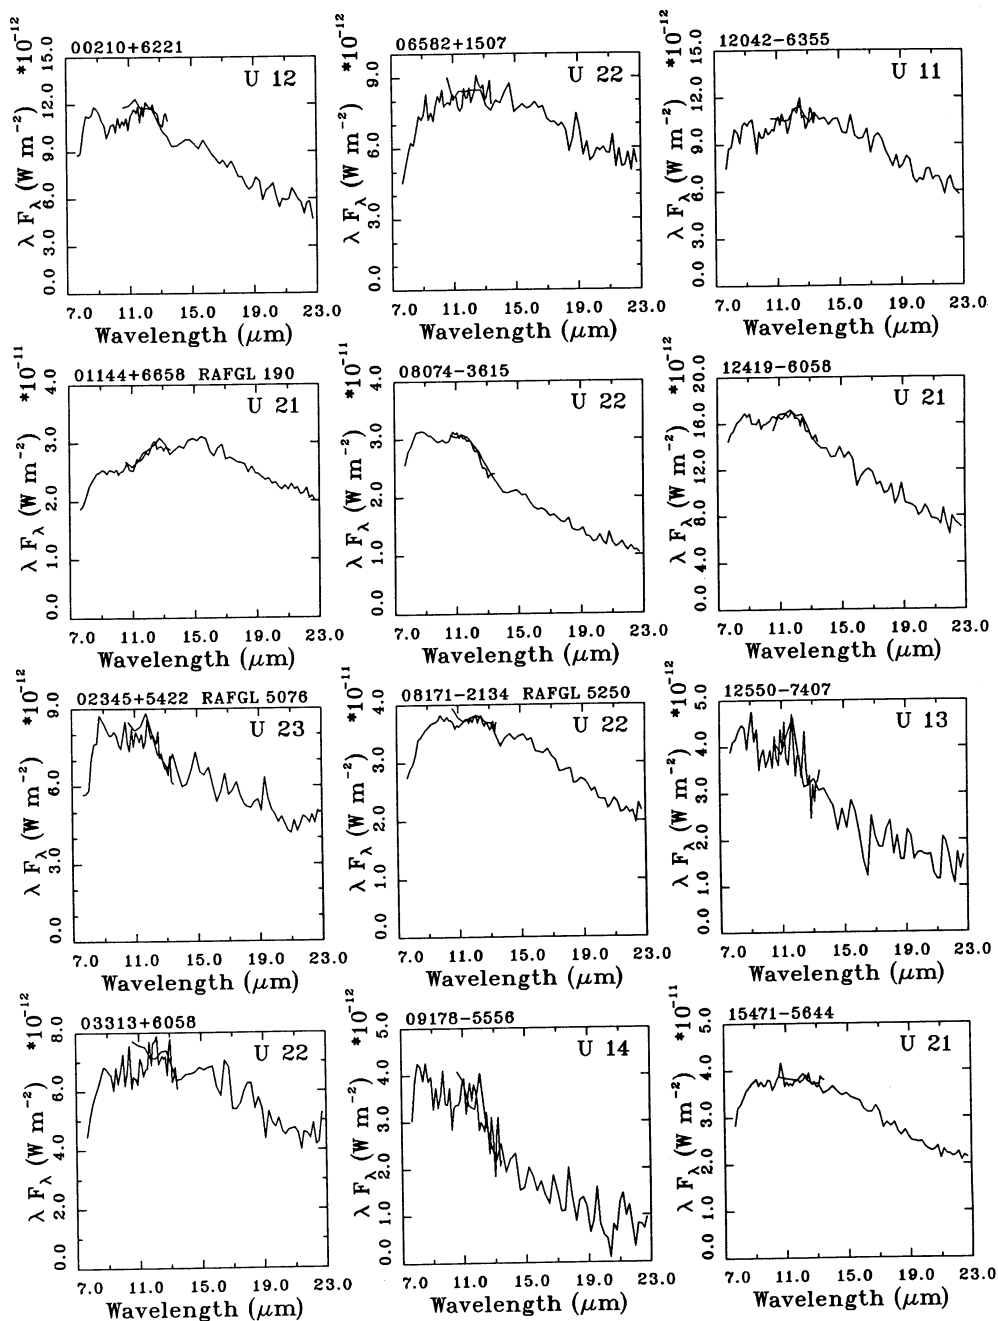 00210+6221
U 12
λ Fλ (W m−2) *10−12
0.0 3.0 6.0 9.0 12.0 15.0
7.0 11.0 15.0 19.0 23.0
Wavelength (μm)
06582+1507
U 22
λ Fλ (W m−2) *10−12
0.0 3.0 6.0 9.0
7.0 11.0 15.0 19.0 23.0
Wavelength (μm)
12042−6355
U 11
λ Fλ (W m−2) *10−12
0.0 3.0 6.0 9.0 12.0 15.0
7.0 11.0 15.0 19.0 23.0
Wavelength (μm)
01144+6658 RAFGL 190
U 21
λ Fλ (W m−2) *10−11
0.0 1.0 2.0 3.0 4.0
7.0 11.0 15.0 19.0 23.0
Wavelength (μm)
08074−3615
U 22
λ Fλ (W m−2) *10−11
0.0 1.0 2.0 3.0 4.0
7.0 11.0 15.0 19.0 23.0
Wavelength (μm)
12419−6058
U 21
λ Fλ (W m−2) *10−12
0.0 4.0 8.0 12.0 16.0 20.0
7.0 11.0 15.0 19.0 23.0
Wavelength (μm)
02345+5422 RAFGL 5076
U 23
λ Fλ (W m−2) *10−12
0.0 3.0 6.0 9.0
7.0 11.0 15.0 19.0 23.0
Wavelength (μm)
08171−2134 RAFGL 5250
U 22
λ Fλ (W m−2) *10−11
0.0 1.0 2.0 3.0 4.0
7.0 11.0 15.0 19.0 23.0
Wavelength (μm)
12550−7407
U 13
λ Fλ (W m−2) *10−12
0.0 1.0 2.0 3.0 4.0 5.0
7.0 11.0 15.0 19.0 23.0
Wavelength (μm)
03313+6058
U 22
λ Fλ (W m−2) *10−12
0.0 2.0 4.0 6.0 8.0
7.0 11.0 15.0 19.0 23.0
Wavelength (μm)
09178−5556
U 14
λ Fλ (W m−2) *10−12
0.0 1.0 2.0 3.0 4.0 5.0
7.0 11.0 15.0 19.0 23.0
Wavelength (μm)
15471−5644
U 21
λ Fλ (W m−2) *10−11
0.0 1.0 2.0 3.0 4.0 5.0
7.0 11.0 15.0 19.0 23.0
Wavelength (μm)